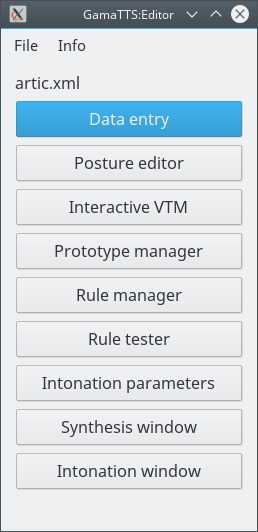 GamaTTS:Editor
File Info
artic.xml
Data entry
Posture editor
Interactive VTM
Prototype manager
Rule manager
Rule tester
Intonation parameters
Synthesis window
Intonation window